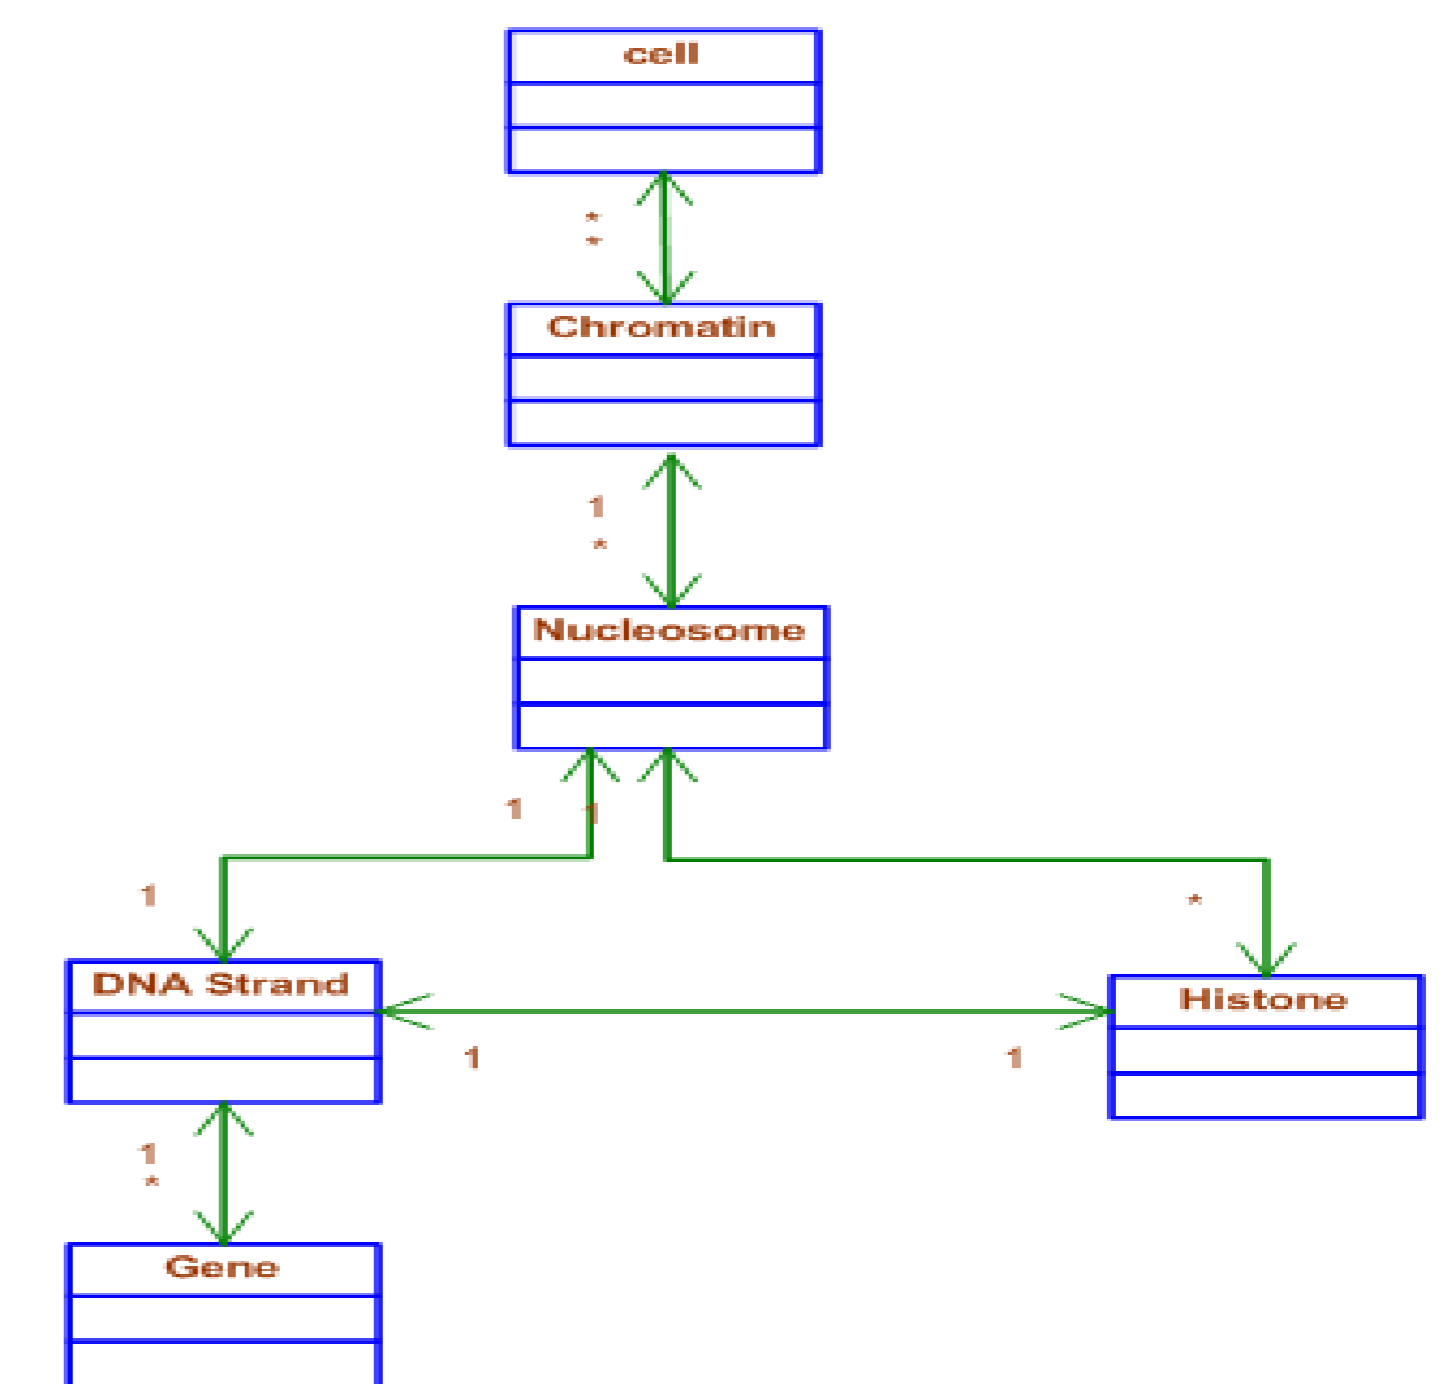 cell
*
*
Chromatin
1
*
Nucleosome
1 1
1 *
DNA Strand Histone
1 1
1
*
Gene